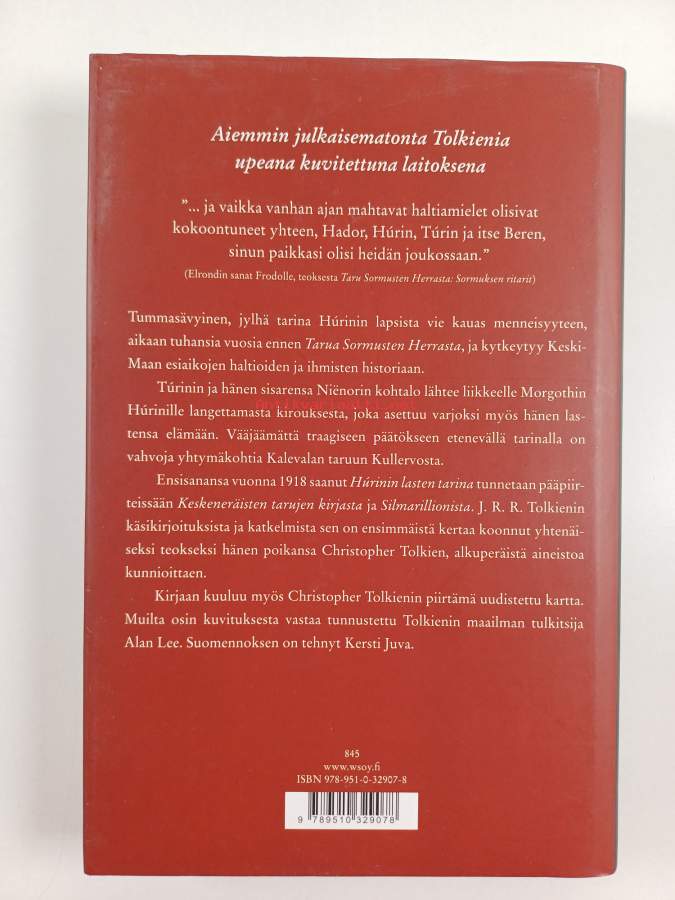 Aiemmin julkaisematonta Tolkienia
upeana kuvitettuna laitoksena
”... ja vaikka vanhan ajan mahtavat haltiamielet olisivat
kokoontuneet yhteen, Hador, Húrin, Túrin ja itse Beren,
sinun paikkasi olisi heidän joukossaan.”
(Elrondin sanat Frodolle, teoksesta Taru Sormusten Herrasta: Sormuksen ritarit)
Tummasävyinen, jylhä tarina Húrinin lapsista vie kauas menneisyyteen,
aikaan tuhansia vuosia ennen Tarua Sormusten Herrasta, ja kytkeytyy Keski-
Maan esiaikojen haltioiden ja ihmisten historiaan.
Túrinin ja hänen sisarensa Niënorin kohtalo lähtee liikkeelle Morgothin
Húrinille langettamasta kirouksesta, joka asettuu varjoksi myös hänen las-
tensa elämään. Vääjäämättä traagiseen päätökseen etenevällä tarinalla on
vahvoja yhtymäkohtia Kalevalan taruun Kullervosta.
Ensisanansa vuonna 1918 saanut Húrinin lasten tarina tunnetaan pääpiir-
teissään Keskeneräisten tarujen kirjasta ja Silmarillionista. J. R. R. Tolkienin
käsikirjoituksista ja katkelmista sen on ensimmäistä kertaa koonnut yhtenäi-
seksi teokseksi hänen poikansa Christopher Tolkien, alkuperäistä aineistoa
kunnioittaen.
Kirjaan kuuluu myös Christopher Tolkienin piirtämä uudistettu kartta.
Muilta osin kuvituksesta vastaa tunnustettu Tolkienin maailman tulkitsija
Alan Lee. Suomennoksen on tehnyt Kersti Juva.
845
www.wsoy.fi
ISBN 978-951-0-32907-8
9 789510 329078